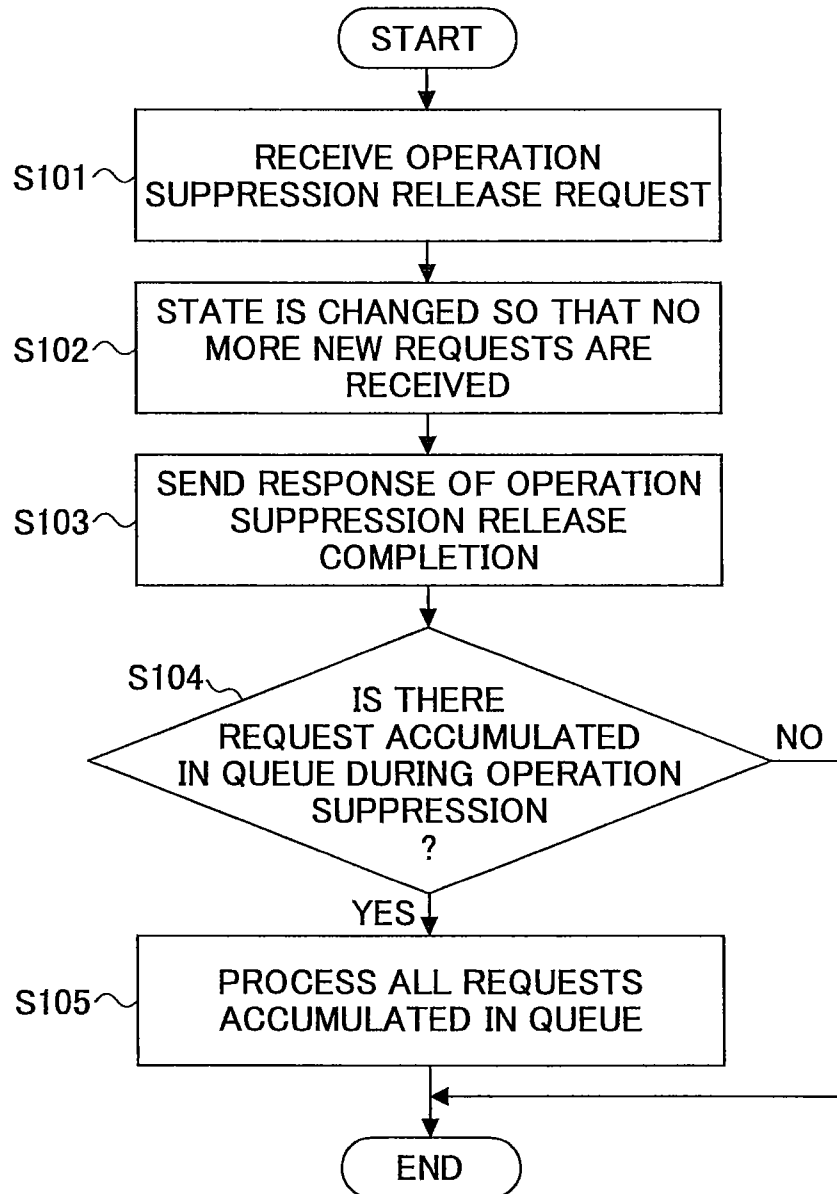 START
S101
RECEIVE OPERATION
SUPPRESSION RELEASE REQUEST
S102
STATE IS CHANGED SO THAT NO
MORE NEW REQUESTS ARE
RECEIVED
S103
SEND RESPONSE OF OPERATION
SUPPRESSION RELEASE
COMPLETION
S104
IS THERE
REQUEST ACCUMULATED
IN QUEUE DURING OPERATION
SUPPRESSION
?
NO
YES
S105
PROCESS ALL REQUESTS
ACCUMULATED IN QUEUE
END